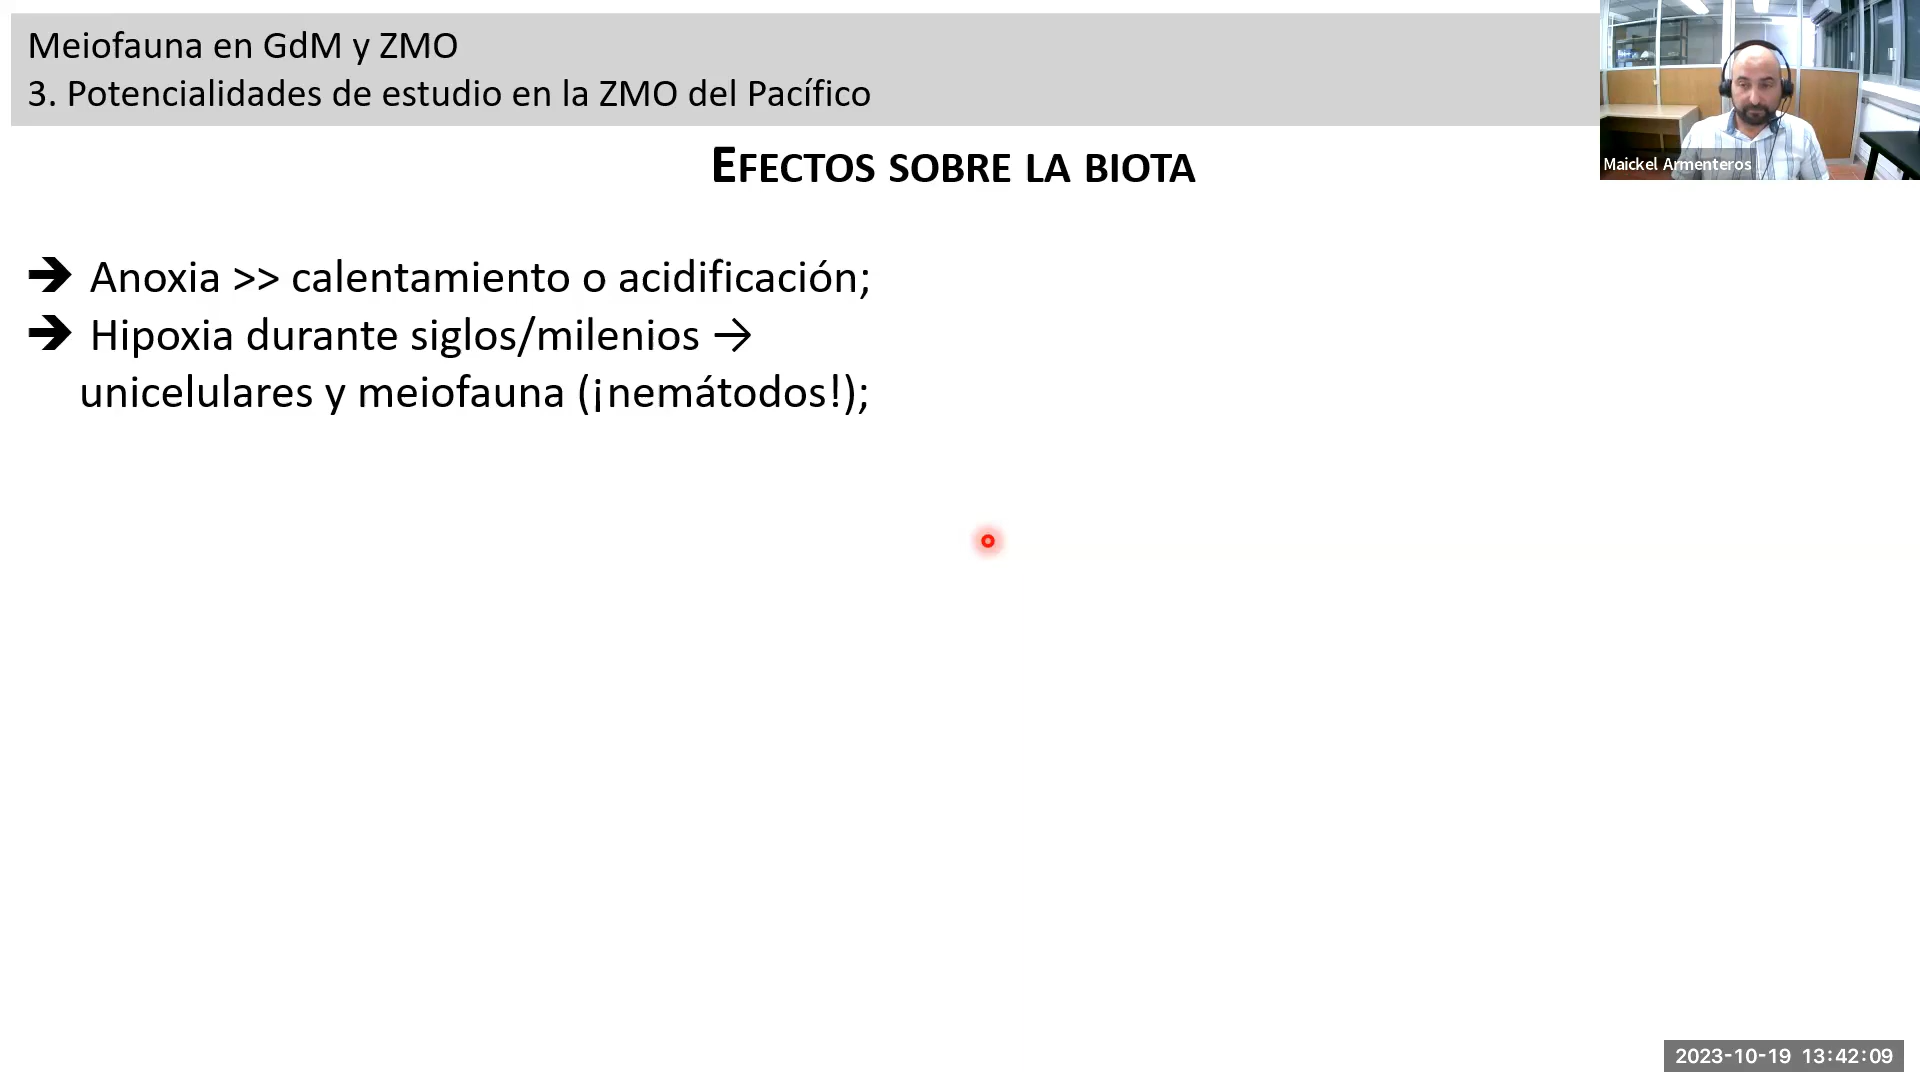 Meiofauna en GdM y ZMO
3. Potencialidades de estudio en la ZMO del Pacífico
Maickel Armenteros
EFECTOS SOBRE LA BIOTA
➔ Anoxia >> calentamiento o acidificación;
➔ Hipoxia durante siglos/milenios →
unicelulares y meiofauna (¡nemátodos!);
2023-10-19 13:42:09